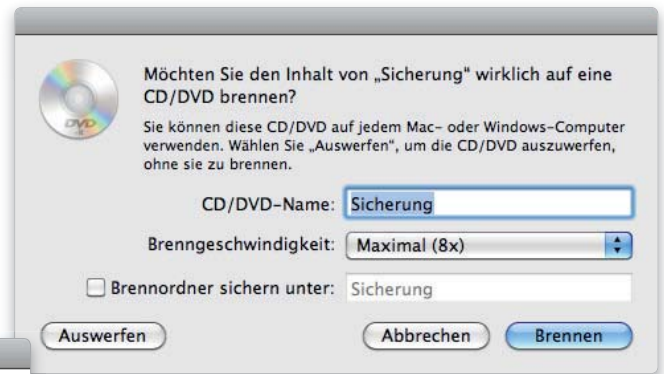 Möchten Sie den Inhalt von „Sicherung“ wirklich auf eine
CD/DVD brennen?
Sie können diese CD/DVD auf jedem Mac- oder Windows-Computer
verwenden. Wählen Sie „Auswerfen“, um die CD/DVD auszuwerfen,
ohne sie zu brennen.
CD/DVD-Name: Sicherung
Brenngeschwindigkeit: Maximal (8x)
Brennordner sichern unter: Sicherung
Auswerfen Abbrechen Brennen
DVD